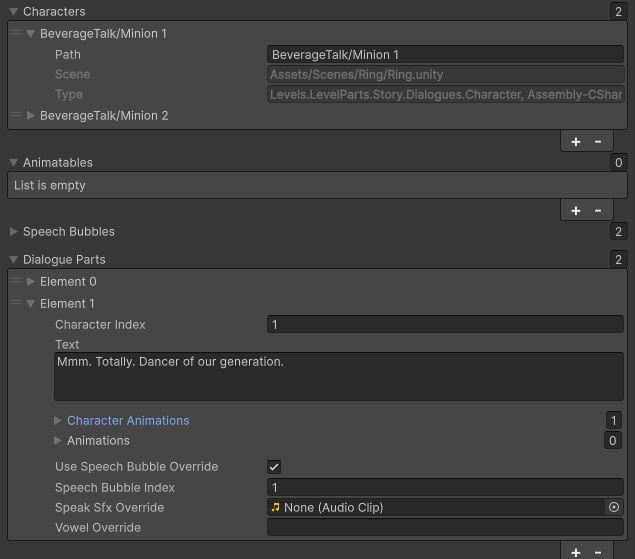 Characters 2
BeverageTalk/Minion 1
Path BeverageTalk/Minion 1
Scene Assets/Scenes/Ring/Ring.unity
Type Levels.LevelParts.Story.Dialogues.Character, Assembly-CShar
BeverageTalk/Minion 2
+ -
Animatables 0
List is empty
+ -
Speech Bubbles 2
Dialogue Parts 2
Element 0
Element 1
Character Index 1
Text
Mmm. Totally. Dancer of our generation.
Character Animations 1
Animations 0
Use Speech Bubble Override
Speech Bubble Index 1
Speak Sfx Override None (Audio Clip)
Vowel Override
+ -